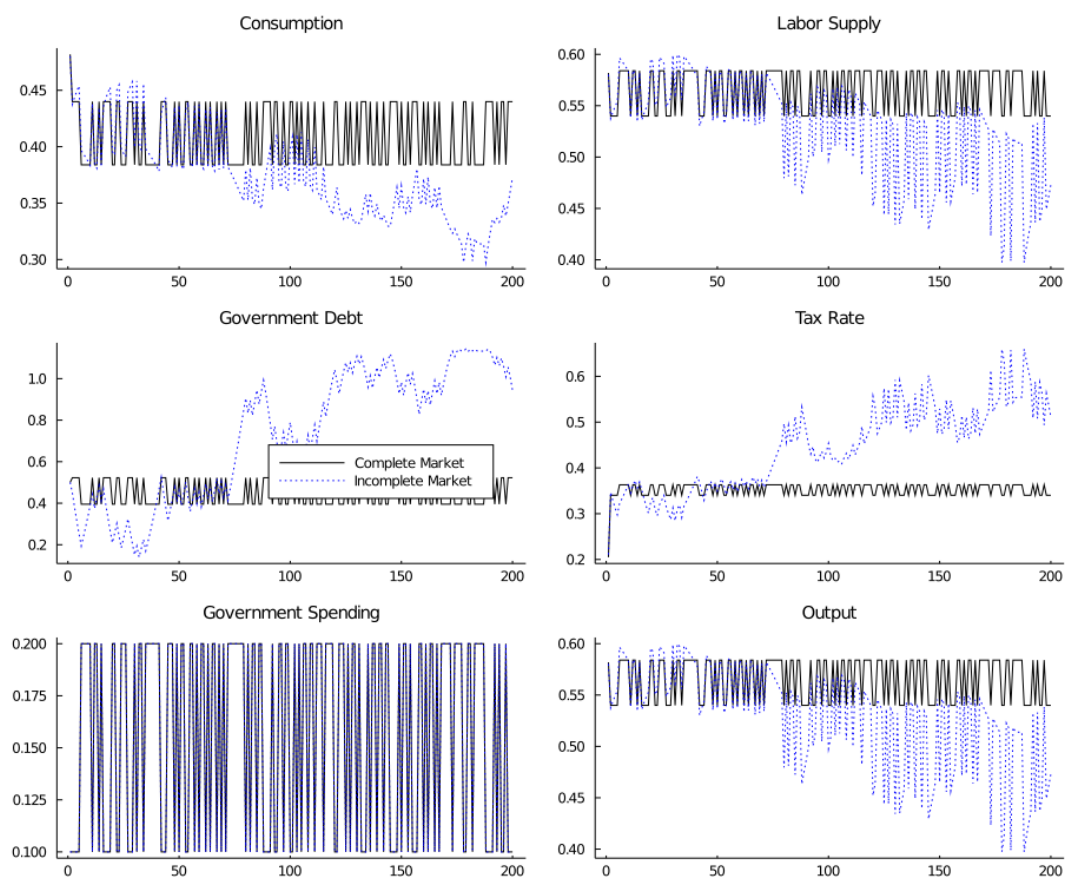 Consumption
Labor Supply
0.45
0.40
0.35
0.30
0 50 100 150 200
0.60
0.55
0.50
0.45
0.40
0 50 100 150 200
Government Debt
Tax Rate
1.0
0.8
0.6
0.4
0.2
Complete Market
Incomplete Market
0 50 100 150 200
0.6
0.5
0.4
0.3
0.2
0 50 100 150 200
Government Spending
Output
0.200
0.175
0.150
0.125
0.100
0 50 100 150 200
0.60
0.55
0.50
0.45
0.40
0 50 100 150 200